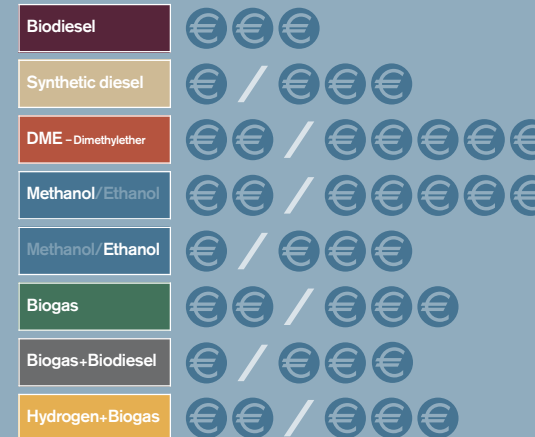 Biodiesel €€€
Synthetic diesel € / €€€
DME – Dimethylether €€ / €€€€€
Methanol/Ethanol €€ / €€€€€
Methanol/Ethanol € / €€€
Biogas €€ / €€€
Biogas+Biodiesel € / €€€
Hydrogen+Biogas €€ / €€€